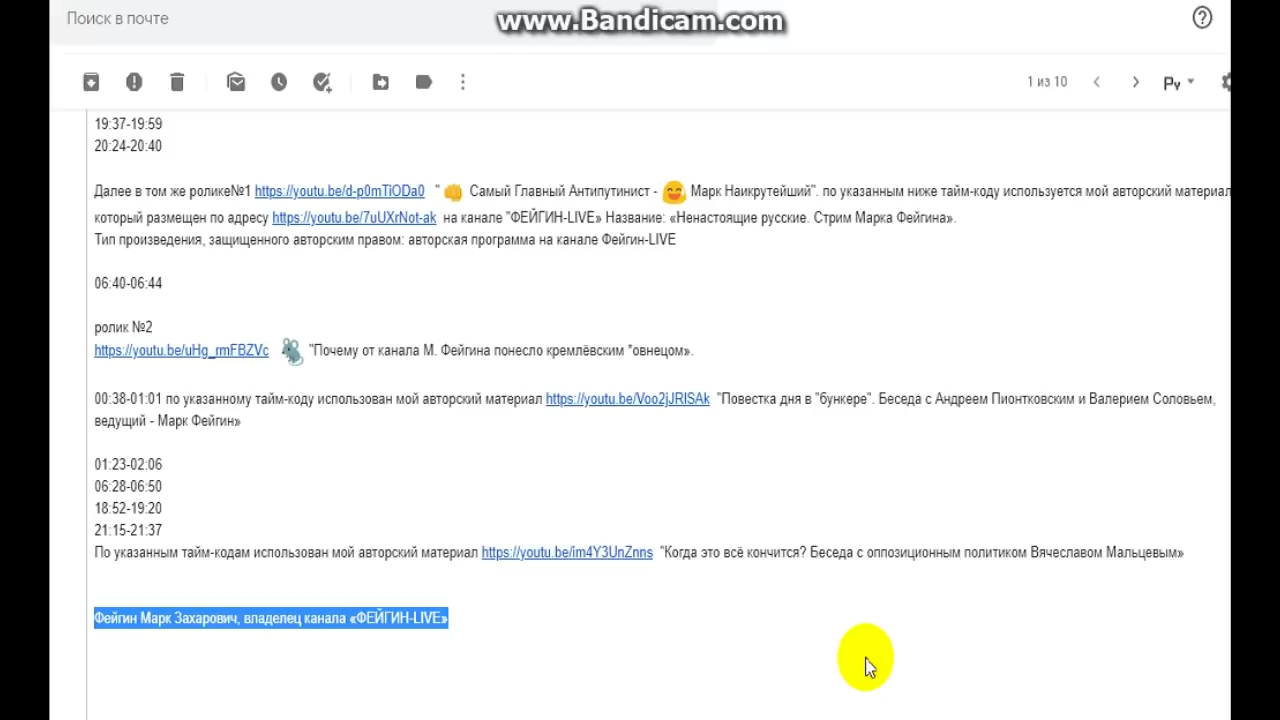 Поиск в почте
www.Bandicam.com
1 из 10
Ру
19:37-19:59
20:24-20:40
Далее в том же ролике№1 https://youtu.be/d-p0mTiODa0 " Самый Главный Антипутинист - Марк Наикрутейший". по указанным ниже тайм-коду используется мой авторский материал
который размещен по адресу https://youtu.be/7uUXrNot-ak на канале "ФЕЙГИН-LIVE» Название: «Ненастоящие русские. Стрим Марка Фейгина».
Тип произведения, защищенного авторским правом: авторская программа на канале Фейгин-LIVE
06:40-06:44
ролик №2
https://youtu.be/uHg_rmFBZVc "Почему от канала М. Фейгина понесло кремлёвским *овнецом».
00:38-01:01 по указанному тайм-коду использован мой авторский материал https://youtu.be/Voo2jJRISAk "Повестка дня в "бункере". Беседа с Андреем Пионтковским и Валерием Соловьем,
ведущий - Марк Фейгин»
01:23-02:06
06:28-06:50
18:52-19:20
21:15-21:37
По указанным тайм-кодам использован мой авторский материал https://youtu.be/im4Y3UnZnns "Когда это всё кончится? Беседа с оппозиционным политиком Вячеславом Мальцевым»
Фейгин Марк Захарович, владелец канала «ФЕЙГИН-LIVE»